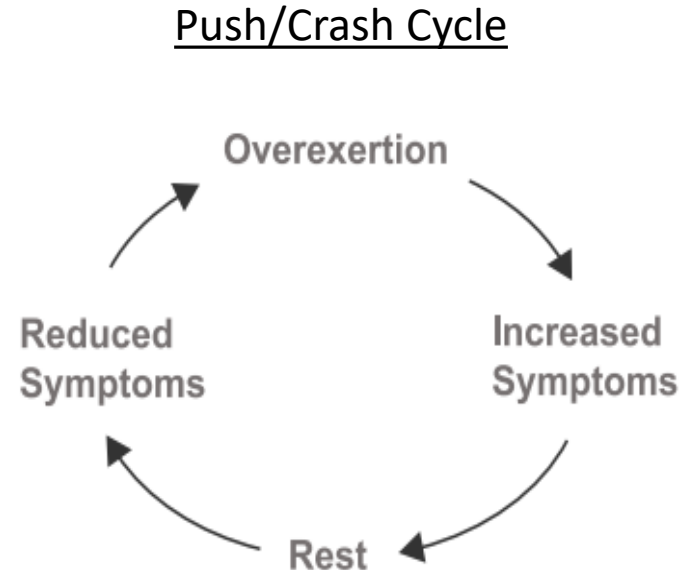 Push/Crash Cycle
Overexertion
Increased
Symptoms
Rest
Reduced
Symptoms